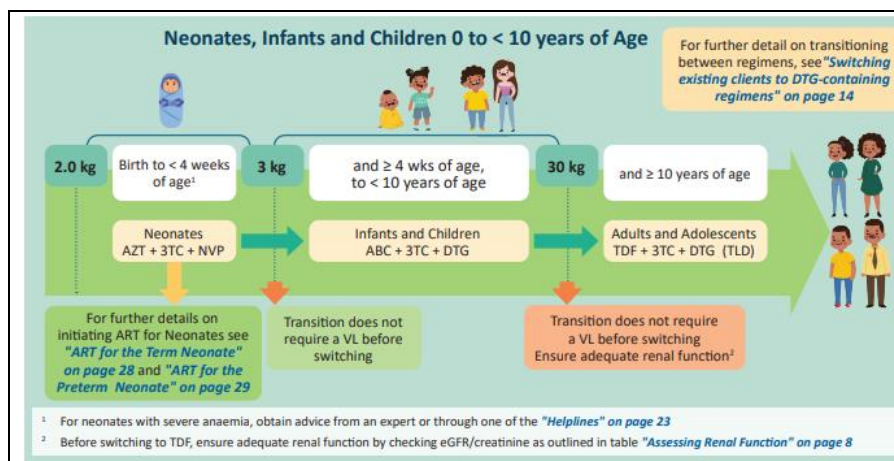 Neonates, Infants and Children 0 to < 10 years of Age
For further detail on transitioning
between regimens, see "Switching
existing clients to DTG-containing
regimens" on page 14
2.0 kg
Birth to < 4 weeks
of age¹
3 kg
and ≥ 4 wks of age,
to < 10 years of age
30 kg
and ≥ 10 years of age
Neonates
AZT + 3TC + NVP
Infants and Children
ABC + 3TC + DTG
Adults and Adolescents
TDF + 3TC + DTG (TLD)
For further details on
initiating ART for Neonates see
"ART for the Term Neonate"
on page 28 and "ART for the
Preterm Neonate" on page 29
Transition does not
require a VL before
switching
Transition does not require
a VL before switching
Ensure adequate renal function²
¹ For neonates with severe anaemia, obtain advice from an expert or through one of the "Helplines" on page 23
² Before switching to TDF, ensure adequate renal function by checking eGFR/creatinine as outlined in table "Assessing Renal Function" on page 8